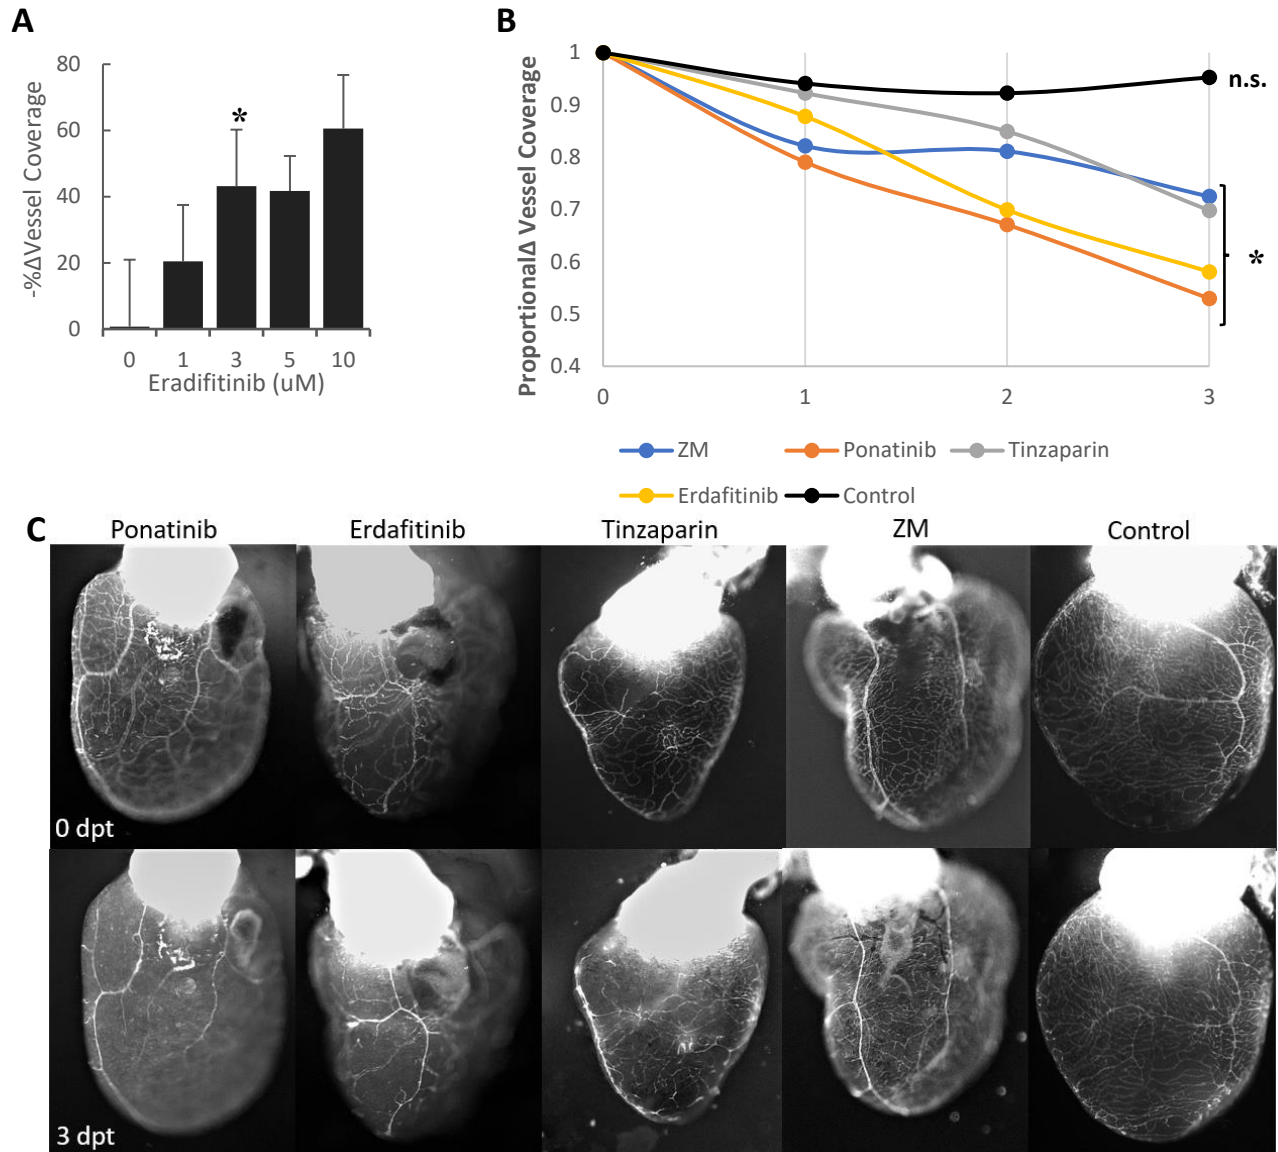 A
B
80
60
40
20
0
-%ΔVessel Coverage
*
0 1 3 5 10
Eradifitinib (uM)
1
0.9
0.8
0.7
0.6
0.5
0.4
ProportionalΔ Vessel Coverage
n.s.
*
0 1 2 3
ZM Ponatinib Tinzaparin
Erdafitinib Control
C
Ponatinib Erdafitinib Tinzaparin ZM Control
0 dpt
3 dpt